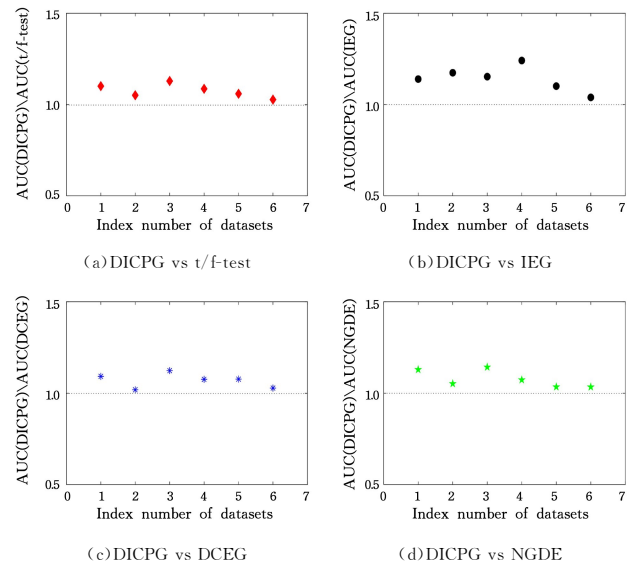 AUC(DICPG)\AUC(t/f-test)
1.5
1.0
0.5
0 1 2 3 4 5 6 7
Index number of datasets
(a)DICPG vs t/f-test
AUC(DICPG)\AUC(IEG)
1.5
1.0
0.5
0 1 2 3 4 5 6 7
Index number of datasets
(b)DICPG vs IEG
AUC(DICPG)\AUC(DCEG)
1.5
1.0
0.5
0 1 2 3 4 5 6 7
Index number of datasets
(c)DICPG vs DCEG
AUC(DICPG)\AUC(NGDE)
1.5
1.0
0.5
0 1 2 3 4 5 6 7
Index number of datasets
(d)DICPG vs NGDE